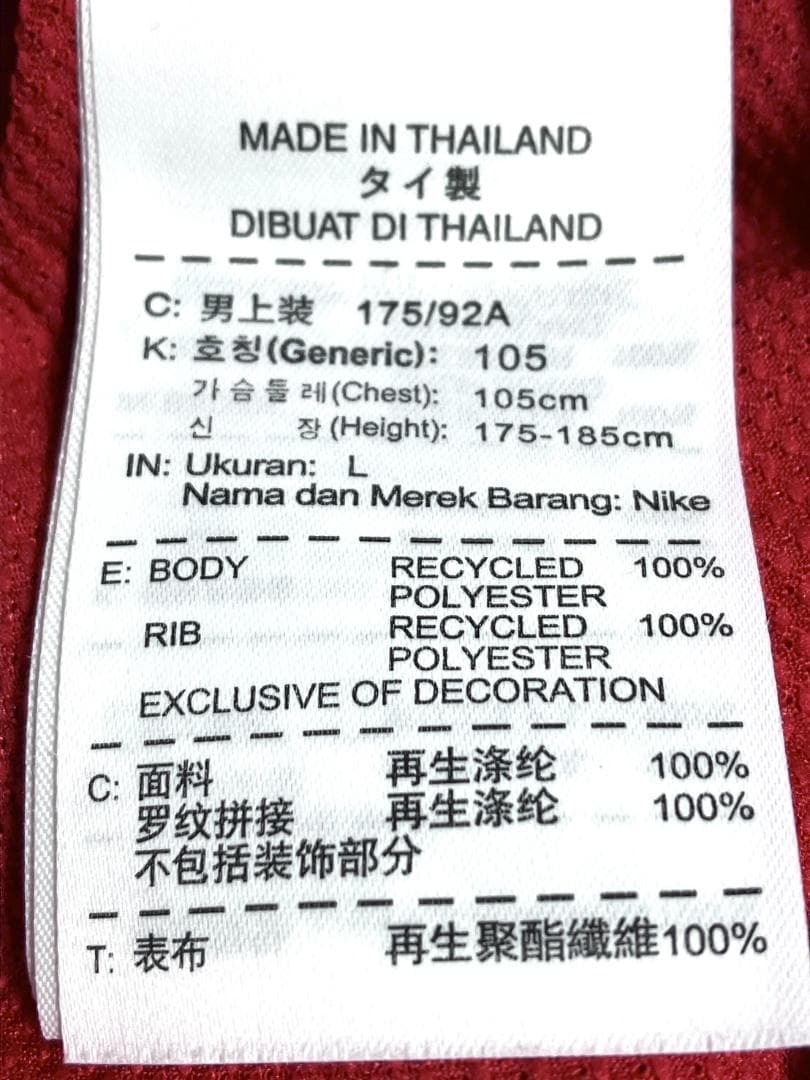 MADE IN THAILAND
タイ製
DIBUAT DI THAILAND
C: 男上装 175/92A
K: 호칭(Generic): 105
가슴둘레(Chest): 105cm
신 장(Height): 175-185cm
IN: Ukuran: L
Nama dan Merek Barang: Nike
E: BODY RECYCLED 100%
POLYESTER
RIB RECYCLED 100%
POLYESTER
EXCLUSIVE OF DECORATION
C: 面料 再生涤纶 100%
罗纹拼接 再生涤纶 100%
不包括装饰部分
T: 表布 再生聚酯纖維100%